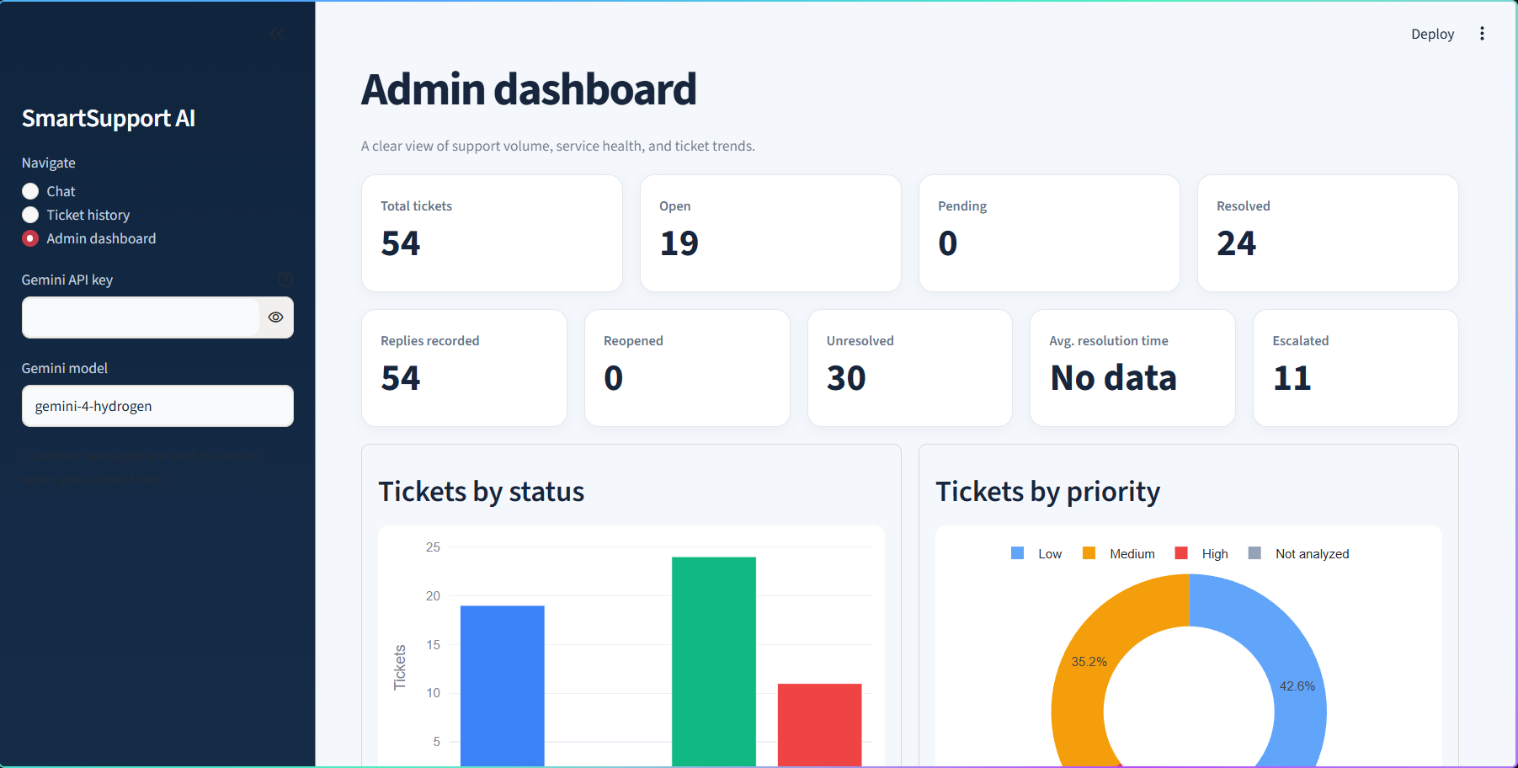 Deploy
SmartSupport AI
Navigate
Chat
Ticket history
Admin dashboard
Gemini API key
Gemini model
gemini-4-hydrogen
Admin dashboard
A clear view of support volume, service health, and ticket trends.
Total tickets
54
Open
19
Pending
0
Resolved
24
Replies recorded
54
Reopened
0
Unresolved
30
Avg. resolution time
No data
Escalated
11
Tickets by status
25
20
15
10
5
Tickets
Tickets by priority
Low
Medium
High
Not analyzed
35.2%
42.6%